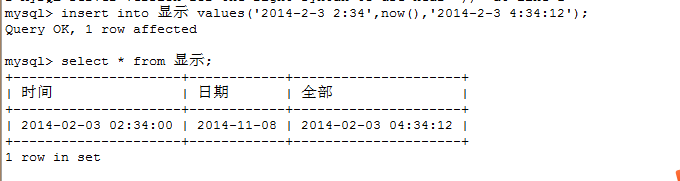 mysql> insert into 显示 values('2014-2-3 2:34',now(),'2014-2-3 4:34:12');
Query OK, 1 row affected
mysql> select * from 显示;
+---------------------+------------+---------------------+
| 时间 | 日期 | 全部 |
+---------------------+------------+---------------------+
| 2014-02-03 02:34:00 | 2014-11-08 | 2014-02-03 04:34:12 |
+---------------------+------------+---------------------+
1 row in set